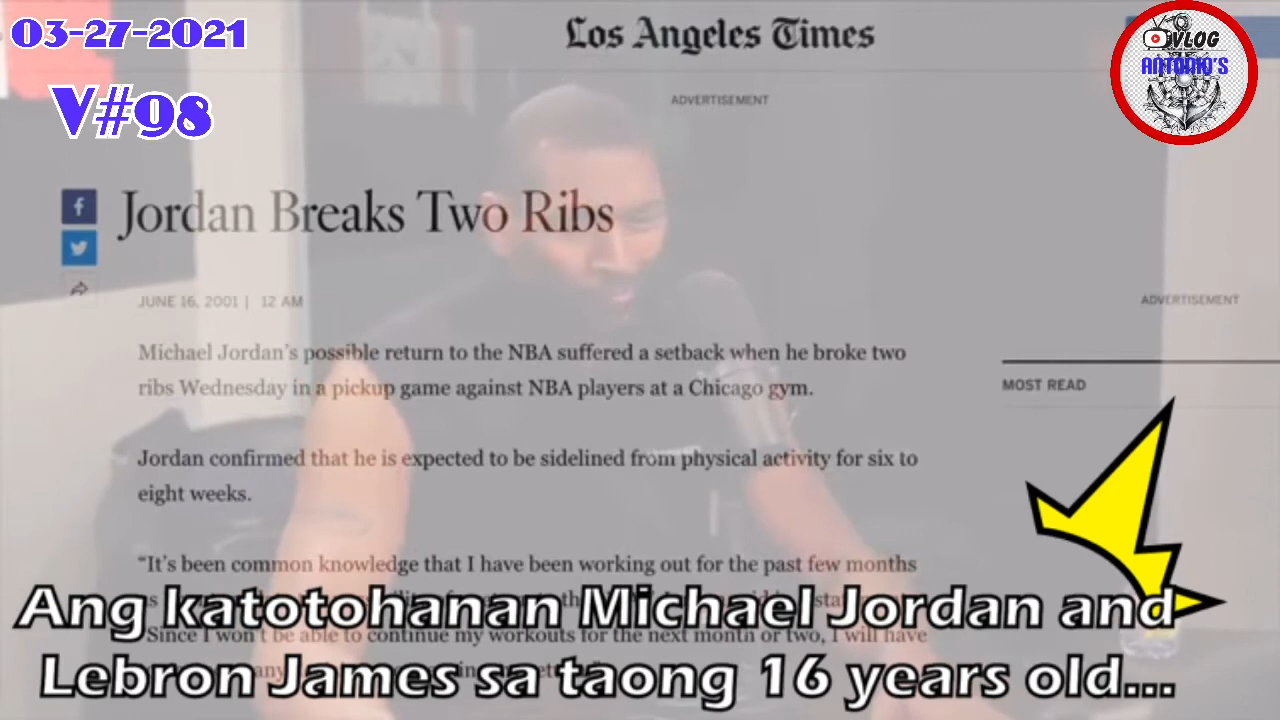 03-27-2021
V#98
Los Angeles Times
VLOG
ANTONIO'S
ADVERTISEMENT
Jordan Breaks Two Ribs
JUNE 16, 2001 | 12 AM
ADVERTISEMENT
Michael Jordan's possible return to the NBA suffered a setback when he broke two
ribs Wednesday in a pickup game against NBA players at a Chicago gym.
MOST READ
Jordan confirmed that he is expected to be sidelined from physical activity for six to
eight weeks.
"It's been common knowledge that I have been working out for the past few months
Ang katotohanan Michael Jordan and
Since I won't be able to continue my workouts for the next month or two, I will have
Lebron James sa taong 16 years old...